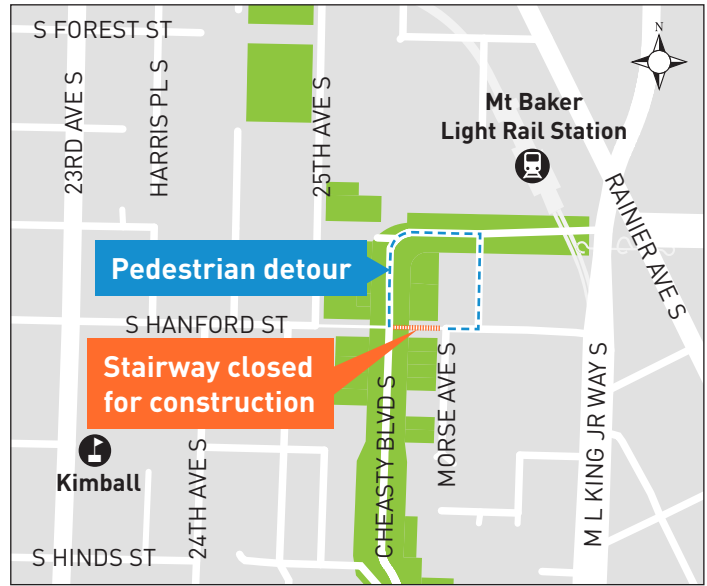 S FOREST ST
N
23RD AVE S
HARRIS PL S
25TH AVE S
Mt Baker
Light Rail Station
RAINIER AVE S
Pedestrian detour
S HANFORD ST
Stairway closed
for construction
CHEASTY BLVD S
MORSE AVE S
M L KING JR WAY S
Kimball
24TH AVE S
S HINDS ST